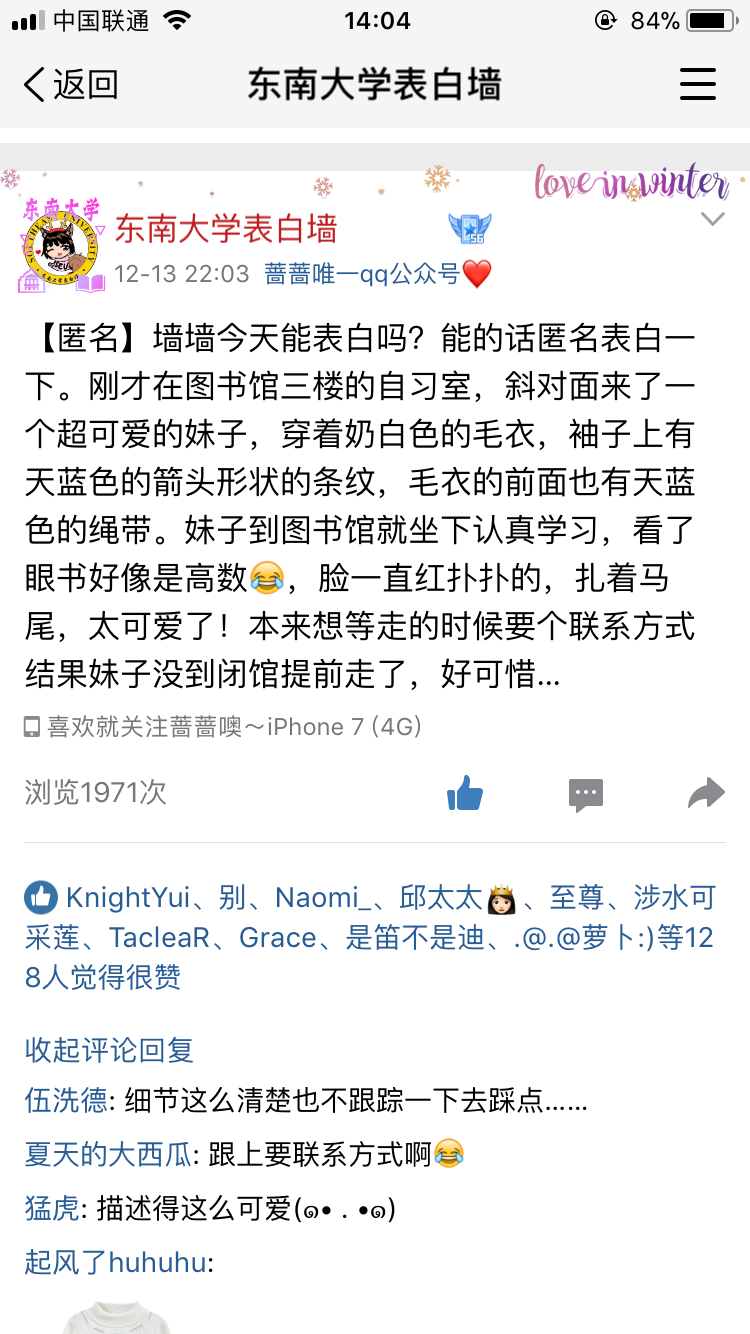 中国联通 14:04 84%
返回 东南大学表白墙
love in winter
东南大学
东南大学表白墙
56
12-13 22:03 蔷蔷唯一qq公众号❤️
【匿名】墙墙今天能表白吗？能的话匿名表白一
下。刚才在图书馆三楼的自习室，斜对面来了一
个超可爱的妹子，穿着奶白色的毛衣，袖子上有
天蓝色的箭头形状的条纹，毛衣的前面也有天蓝
色的绳带。妹子到图书馆就坐下认真学习，看了
眼书好像是高数😂，脸一直红扑扑的，扎着马
尾，太可爱了！本来想等走的时候要个联系方式
结果妹子没到闭馆提前走了，好可惜...
喜欢就关注蔷蔷噢～iPhone 7 (4G)
浏览1971次
KnightYui、别、Naomi_、邱太太👸🏻、至尊、涉水可
采莲、TacleaR、Grace、是笛不是迪、.@.@萝卜:)等12
8人觉得很赞
收起评论回复
伍洗德: 细节这么清楚也不跟踪一下去踩点......
夏天的大西瓜: 跟上要联系方式啊😂
猛虎: 描述得这么可爱(๑• . •๑)
起风了huhuhu: